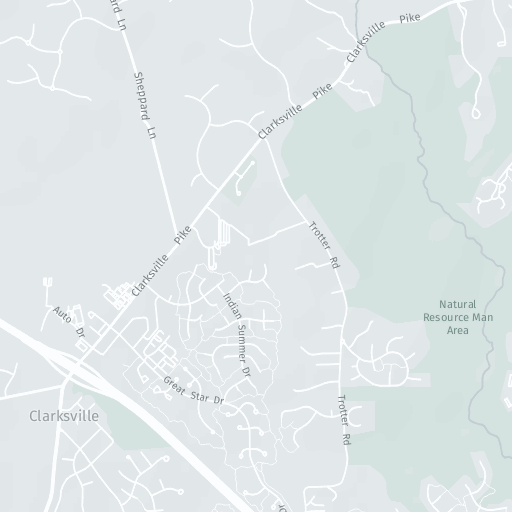 Clarksville Pike
Clarksville Pike
Sheppard Ln
Trotter Rd
Clarksville Pike
Natural
Resource Man
Area
Auto Dr
Indian Summer Dr
Great Star Dr
Trotter Rd
Clarksville